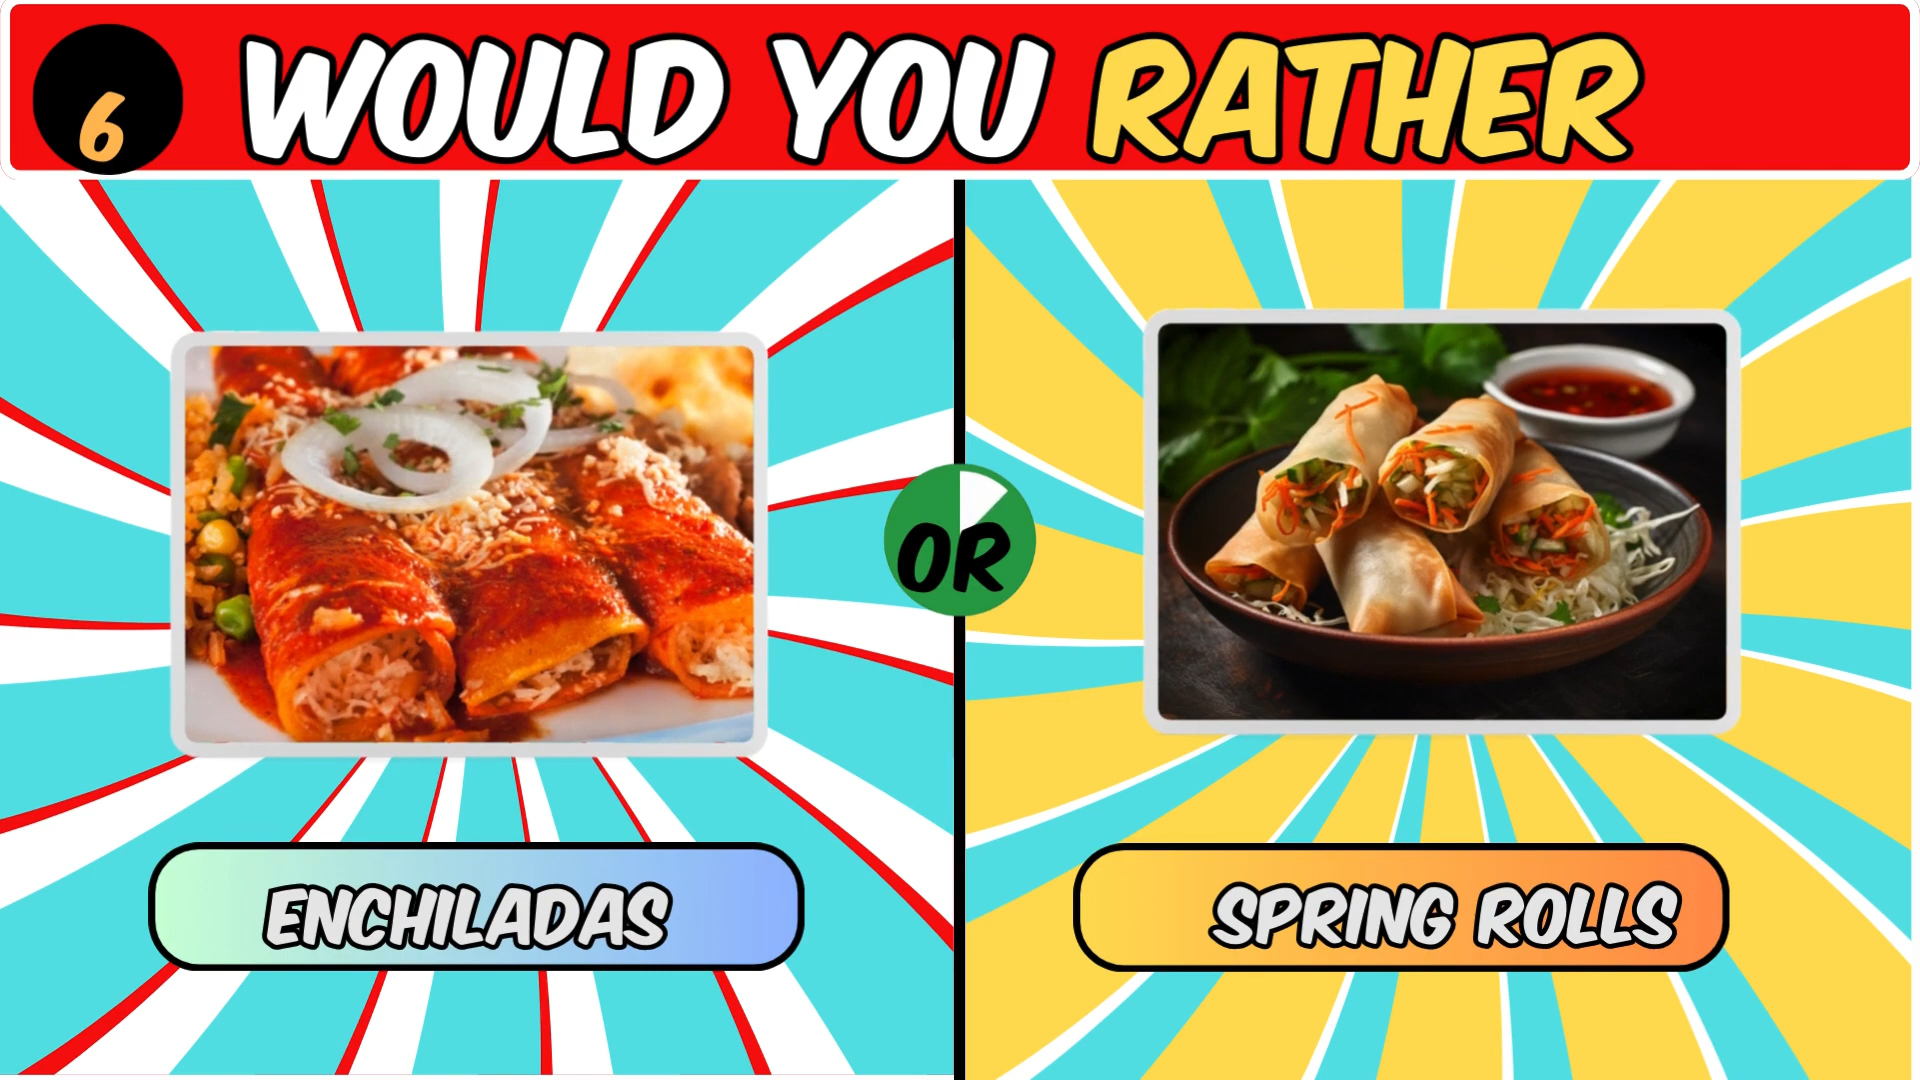 6
WOULD YOU RATHER
OR
ENCHILADAS
SPRING ROLLS